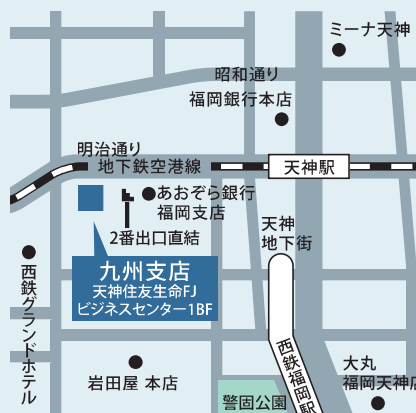 ミーナ天神
昭和通り
福岡銀行本店
明治通り
地下鉄空港線
天神駅
あおぞら銀行
福岡支店
2番出口直結
天神
地下街
九州支店
天神住友生命FJ
ビジネスセンター1BF
西鉄グランドホテル
西鉄福岡駅
大丸
福岡天神店
岩田屋 本店
警固公園